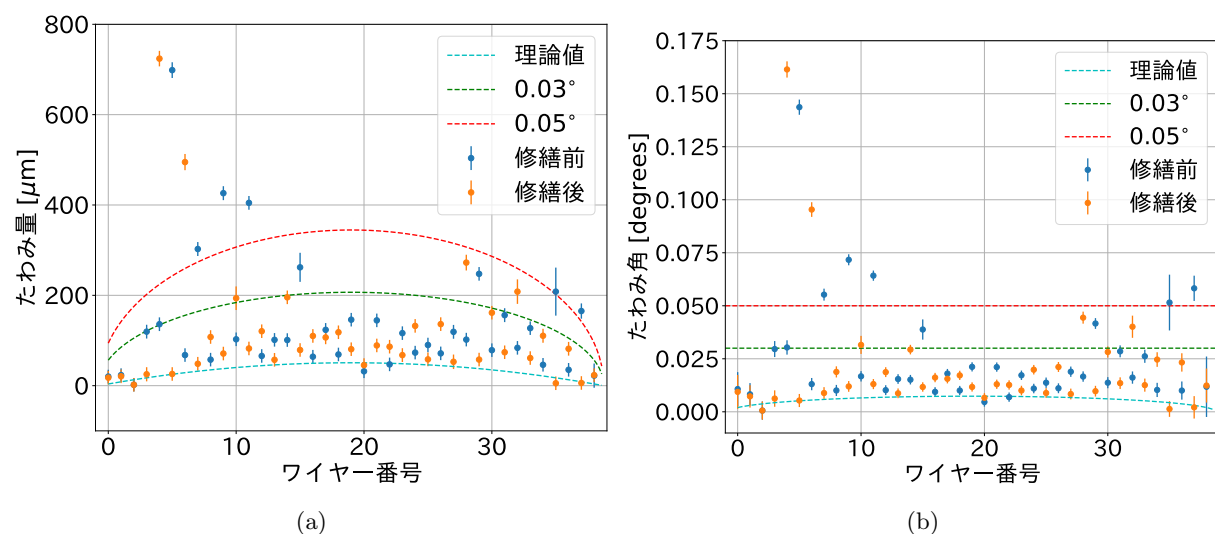 800
600
400
200
0
たわみ量 [μm]
0
10
20
30
ワイヤー番号
理論値
0.03°
0.05°
修繕前
修繕後
(a)
0.175
0.150
0.125
0.100
0.075
0.050
0.025
0.000
たわみ角 [degrees]
0
10
20
30
ワイヤー番号
理論値
0.03°
0.05°
修繕前
修繕後
(b)